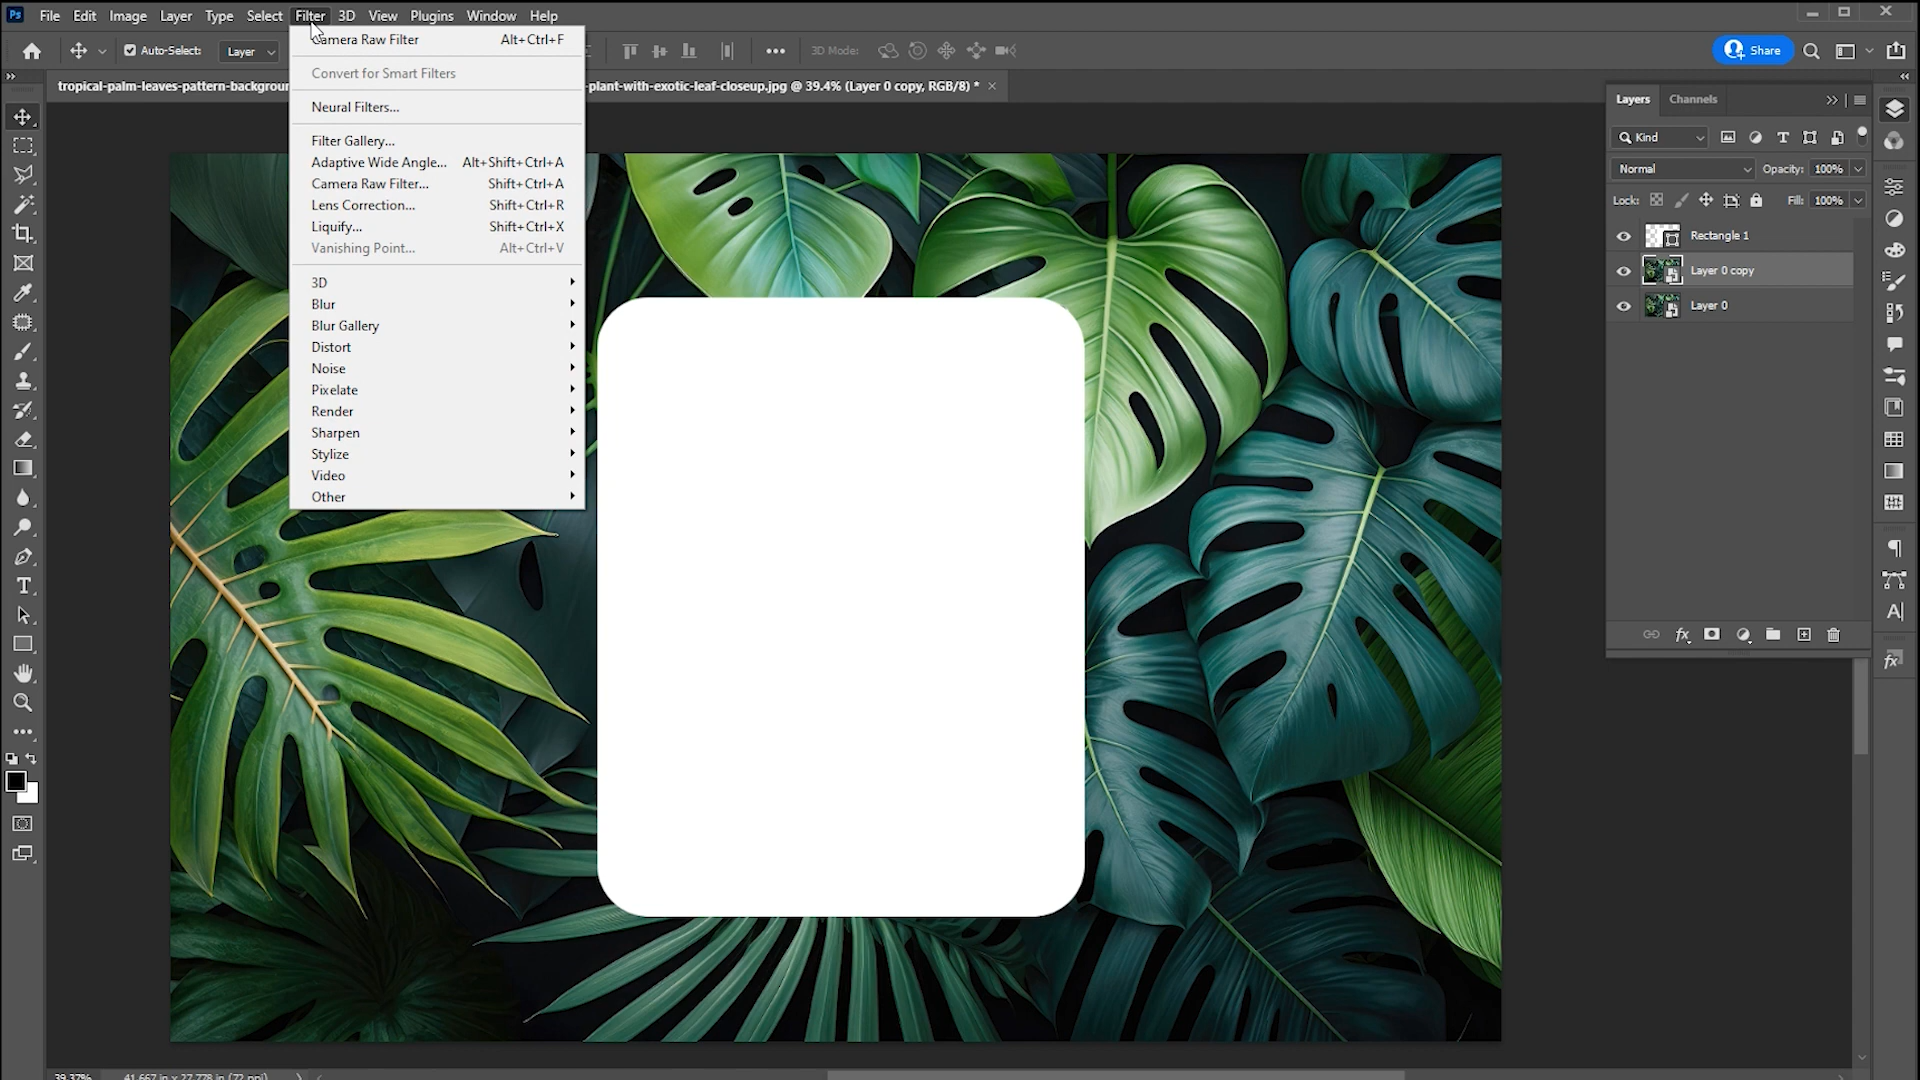 Ps File Edit Image Layer Type Select Filter 3D View Plugins Window Help
Auto-Select: Layer 3D Mode: Share
tropical-palm-leaves-pattern-backgroun -plant-with-exotic-leaf-closeup.jpg @ 39.4% (Layer 0 copy, RGB/8) * ×
Camera Raw Filter Alt+Ctrl+F
Convert for Smart Filters
Neural Filters...
Filter Gallery...
Adaptive Wide Angle... Alt+Shift+Ctrl+A
Camera Raw Filter... Shift+Ctrl+A
Lens Correction... Shift+Ctrl+R
Liquify... Shift+Ctrl+X
Vanishing Point... Alt+Ctrl+V
3D
Blur
Blur Gallery
Distort
Noise
Pixelate
Render
Sharpen
Stylize
Video
Other
Layers Channels
Kind
Normal Opacity: 100%
Lock: Fill: 100%
Rectangle 1
Layer 0 copy
Layer 0
fx
39.37% 41.667 in x 27.778 in (72 ppi)